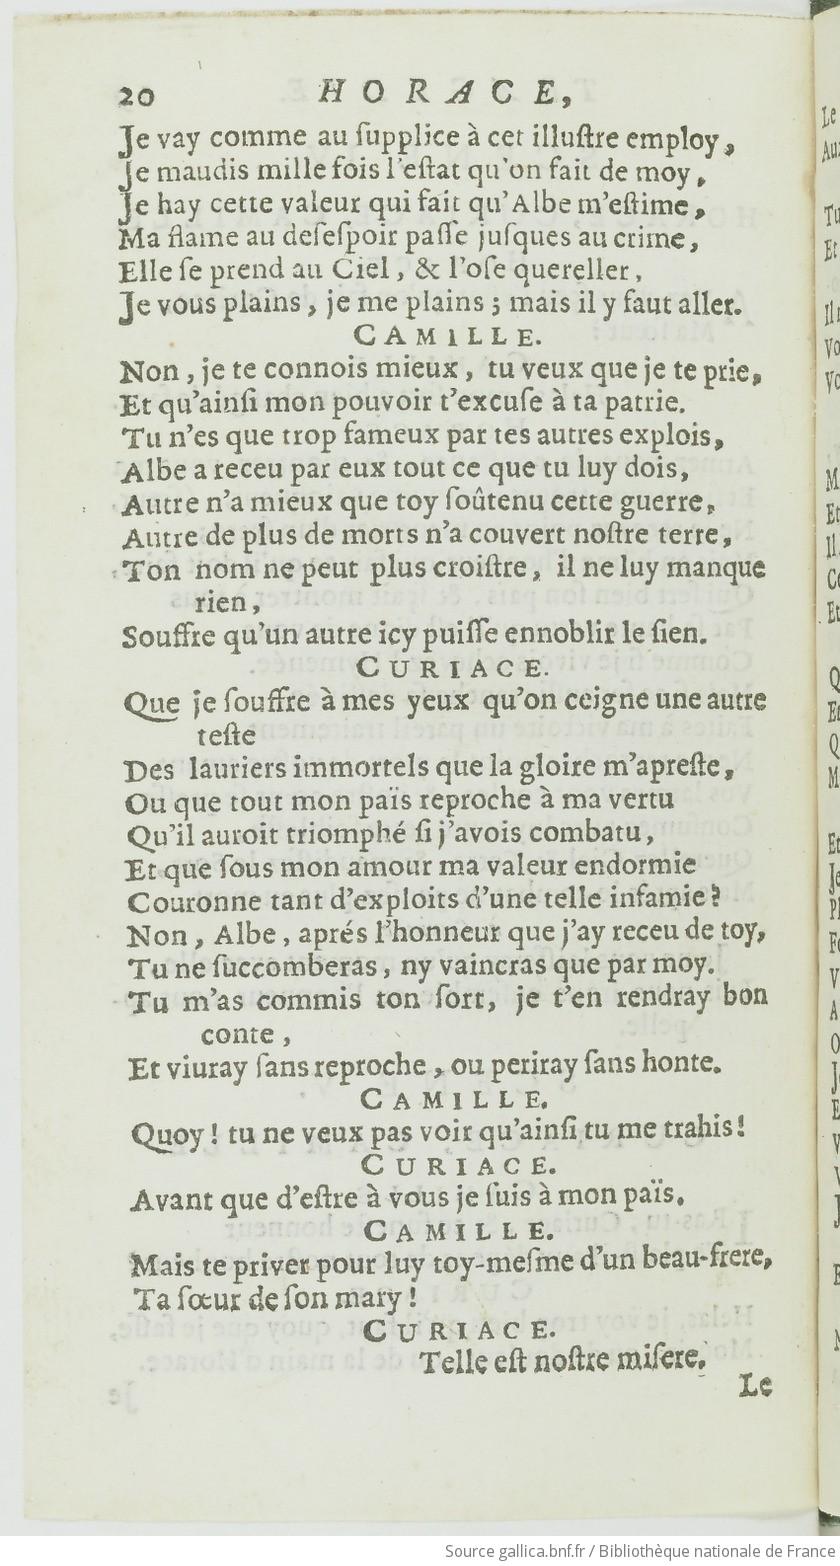 20 HORACE,
Je vay comme au ſupplice à cet illuſtre employ,
Je maudis mille fois l'eſtat qu'on fait de moy,
Je hay cette valeur qui fait qu'Albe m'eſtime,
Ma flame au deſeſpoir paſſe juſques au crime,
Elle ſe prend au Ciel, & l'oſe quereller,
Je vous plains, je me plains; mais il y faut aller.
CAMILLE.
Non, je te connois mieux, tu veux que je te prie,
Et qu'ainſi mon pouvoir t'excuſe à ta patrie.
Tu n'es que trop fameux par tes autres explois,
Albe a receu par eux tout ce que tu luy dois,
Autre n'a mieux que toy ſoûtenu cette guerre,
Autre de plus de morts n'a couvert noſtre terre,
Ton nom ne peut plus croiſtre, il ne luy manque
rien,
Souffre qu'un autre icy puiſſe ennoblir le ſien.
CURIACE.
Que je ſouffre à mes yeux qu'on ceigne une autre
teſte
Des lauriers immortels que la gloire m'apreſte,
Ou que tout mon païs reproche à ma vertu
Qu'il auroit triomphé ſi j'avois combatu,
Et que ſous mon amour ma valeur endormie
Couronne tant d'exploits d'une telle infamie?
Non, Albe, aprés l'honneur que j'ay receu de toy,
Tu ne ſuccomberas, ny vaincras que par moy.
Tu m'as commis ton ſort, je t'en rendray bon
conte,
Et viuray ſans reproche, ou periray ſans honte.
CAMILLE.
Quoy! tu ne veux pas voir qu'ainſi tu me trahis!
CURIACE.
Avant que d'eſtre à vous je ſuis à mon païs.
CAMILLE.
Mais te priver pour luy toy-meſme d'un beau-frere,
Ta ſœur de ſon mary!
CURIACE.
Telle eſt noſtre miſere.
Le
Source gallica.bnf.fr / Bibliothèque nationale de France